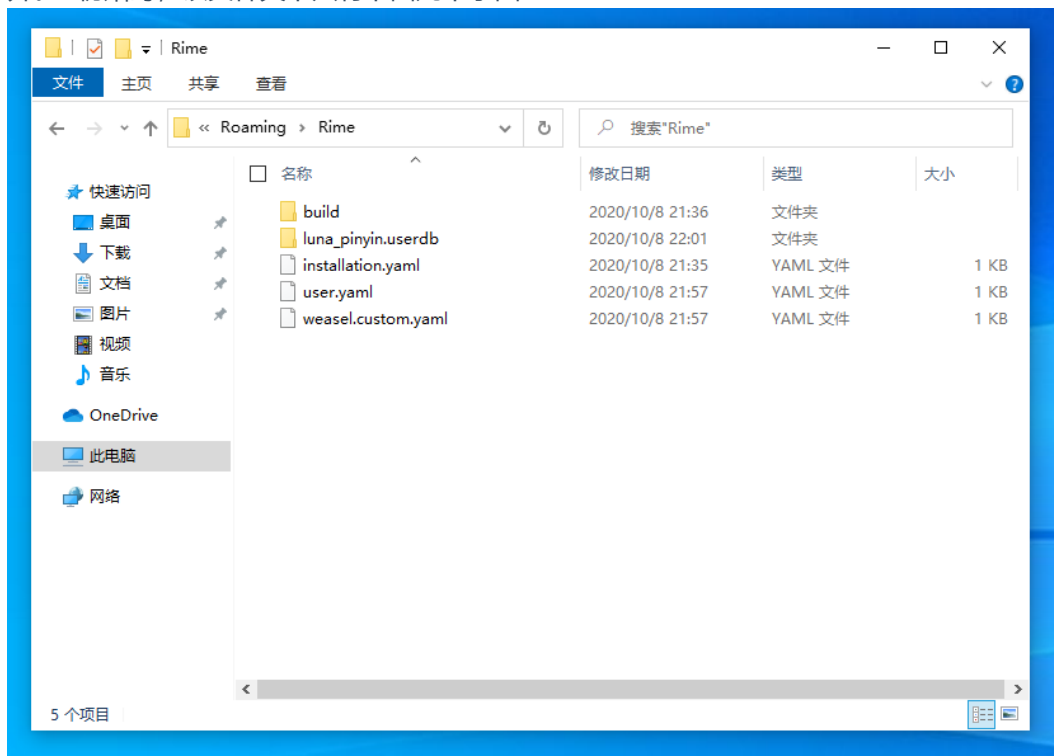 Rime
文件 主页 共享 查看
« Roaming › Rime 搜索"Rime"
名称 修改日期 类型 大小
快速访问
桌面
下载
文档
图片
视频
音乐
OneDrive
此电脑
网络
build 2020/10/8 21:36 文件夹
luna_pinyin.userdb 2020/10/8 22:01 文件夹
installation.yaml 2020/10/8 21:35 YAML 文件 1 KB
user.yaml 2020/10/8 21:57 YAML 文件 1 KB
weasel.custom.yaml 2020/10/8 21:57 YAML 文件 1 KB
5 个项目